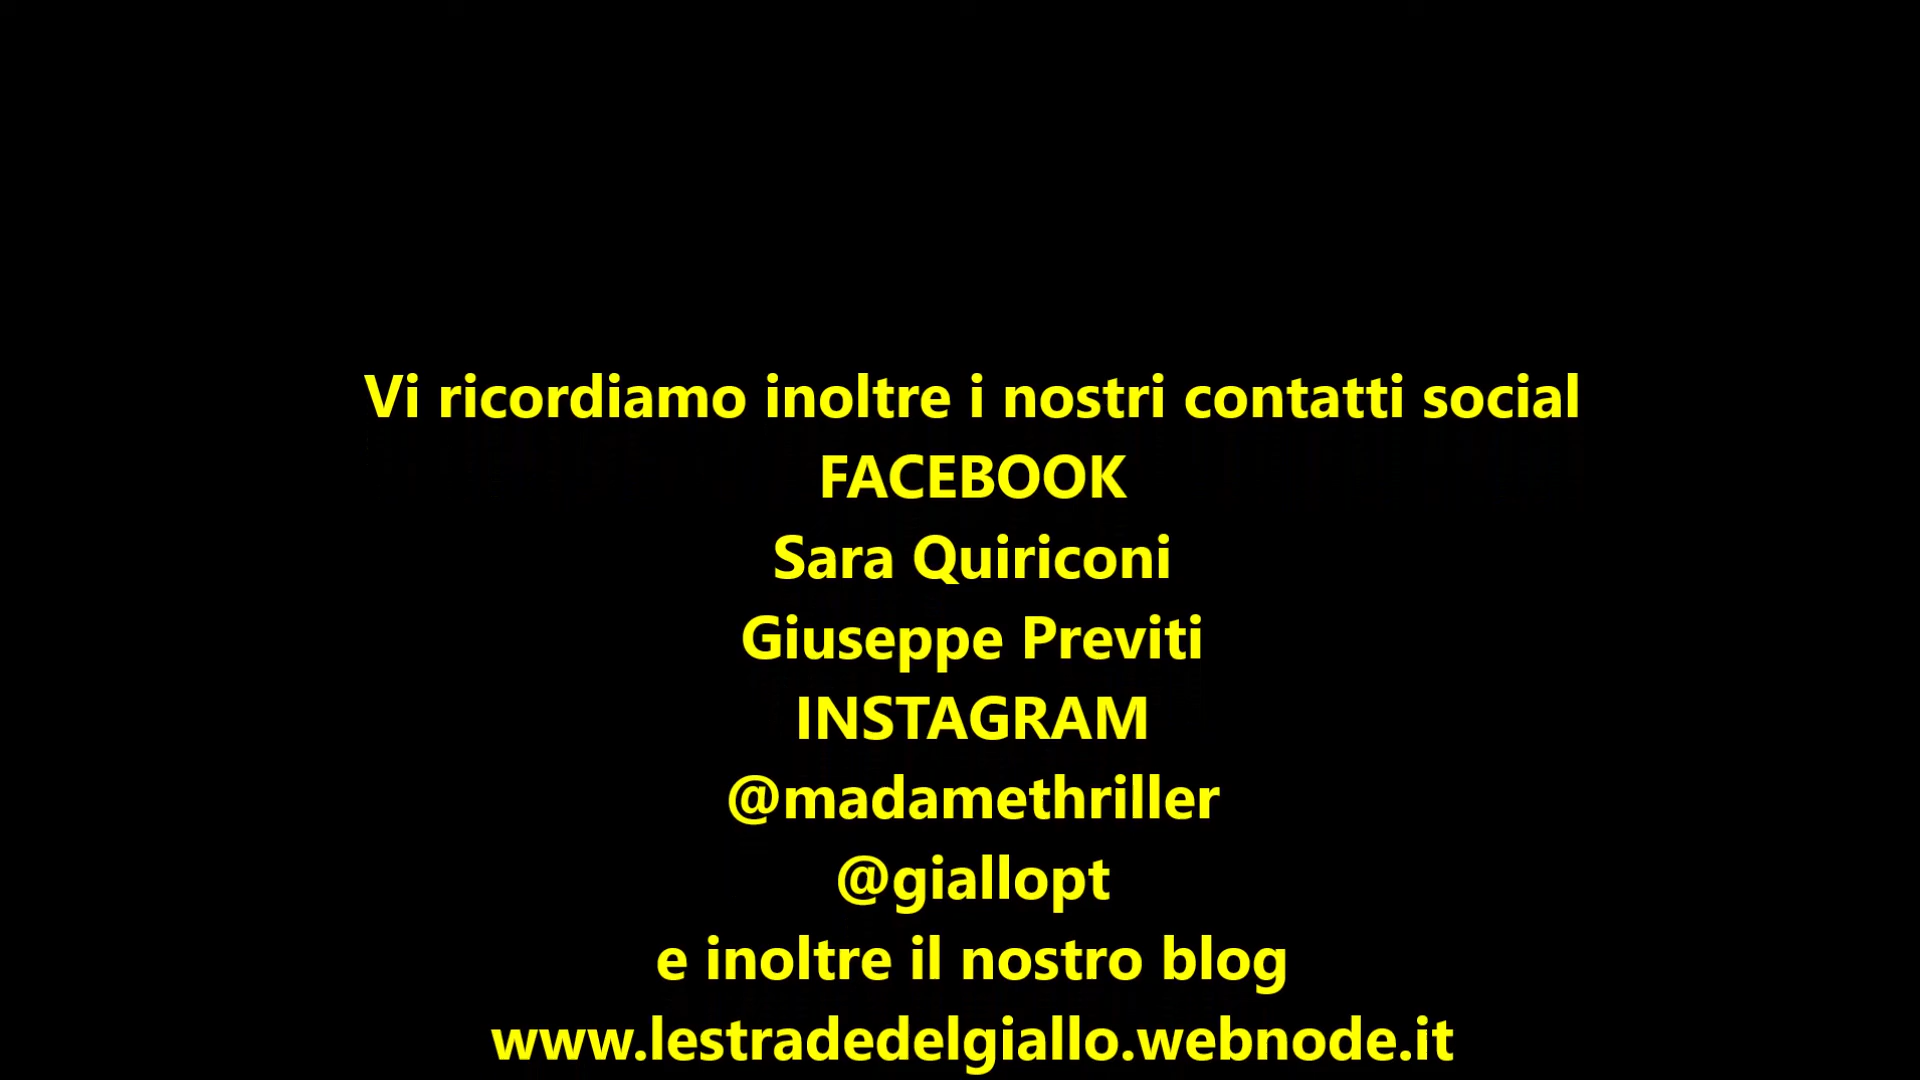 Vi ricordiamo inoltre i nostri contatti social
FACEBOOK
Sara Quiriconi
Giuseppe Previti
INSTAGRAM
@madamethriller
@giallopt
e inoltre il nostro blog
www.lestradedelgiallo.webnode.it